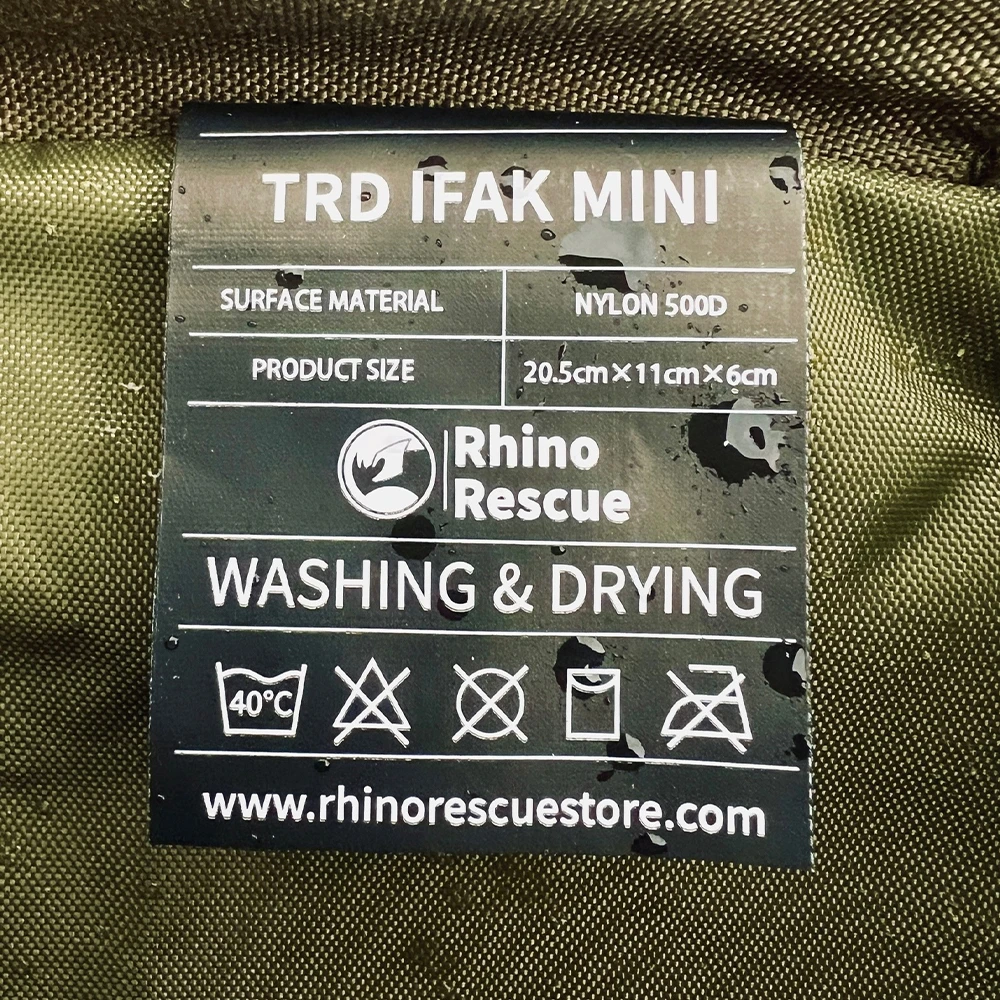 TRD IFAK MINI
SURFACE MATERIAL NYLON 500D
PRODUCT SIZE 20.5cm×11cm×6cm
Rhino
Rescue
WASHING & DRYING
40°C
www.rhinorescuestore.com